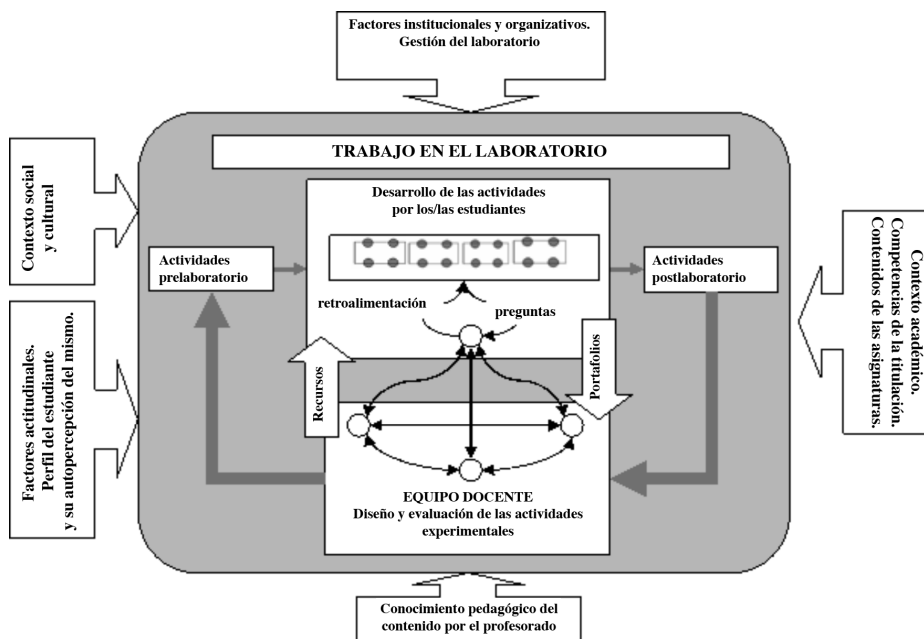 Factores institucionales y organizativos.
Gestión del laboratorio
TRABAJO EN EL LABORATORIO
Contexto social
y cultural
Desarrollo de las actividades
por los/las estudiantes
Actividades
prelaboratorio
Actividades
postlaboratorio
retroalimentación
preguntas
Recursos
Portafolios
Factores actitudinales.
Perfil del estudiante
y su autopercepción del mismo.
Contexto académico.
Competencias de la titulación.
Contenidos de las asignaturas.
EQUIPO DOCENTE
Diseño y evaluación de las actividades
experimentales
Conocimiento pedagógico del
contenido por el profesorado